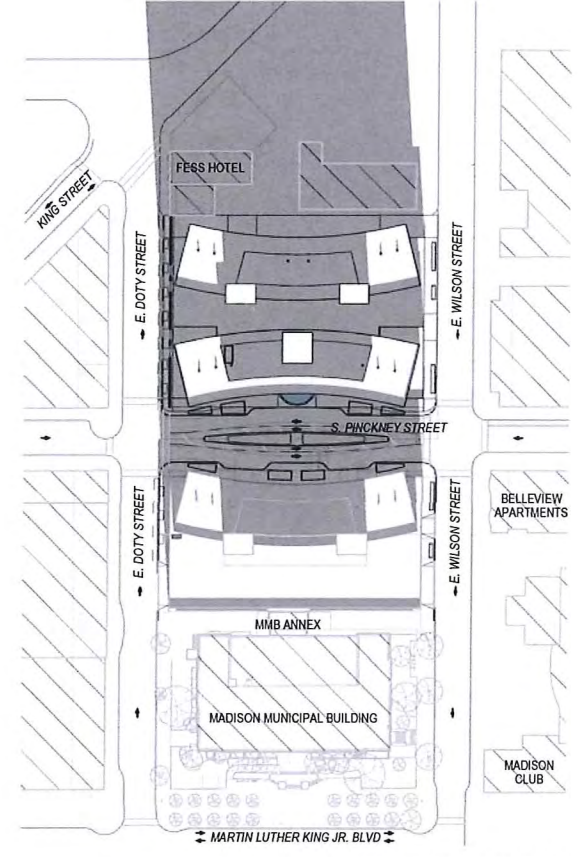 FESS HOTEL
KING STREET
E. DOTY STREET
E. WILSON STREET
S. PINCKNEY STREET
E. DOTY STREET
E. WILSON STREET
BELLEVIEW
APARTMENTS
MMB ANNEX
MADISON MUNICIPAL BUILDING
MADISON
CLUB
MARTIN LUTHER KING JR. BLVD